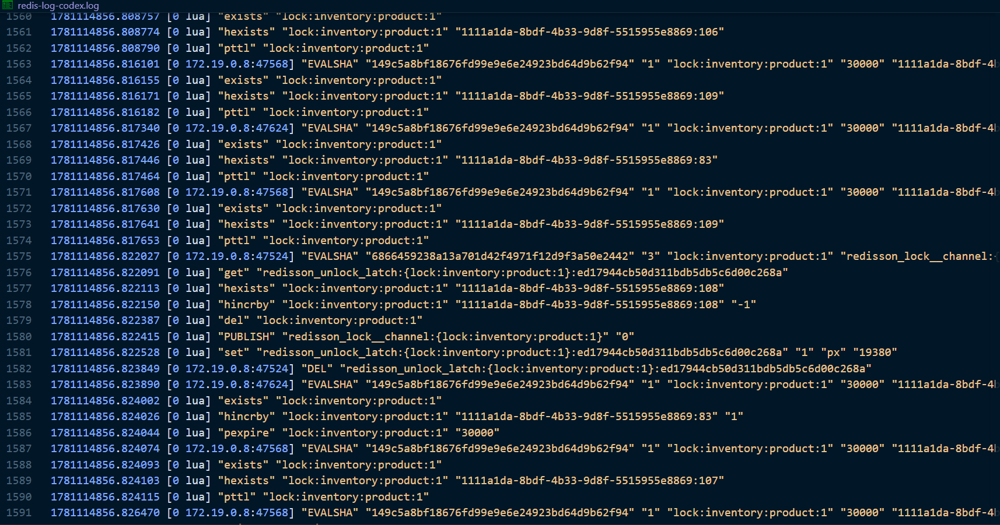 redis-log-codex.log
1560 1781114856.808757 [0 lua] "exists" "lock:inventory:product:1"
1561 1781114856.808774 [0 lua] "hexists" "lock:inventory:product:1" "1111a1da-8bdf-4b33-9d8f-5515955e8869:106"
1562 1781114856.808790 [0 lua] "pttl" "lock:inventory:product:1"
1563 1781114856.816101 [0 172.19.0.8:47568] "EVALSHA" "149c5a8bf18676fd99e9e6e24923bd64d9b62f94" "1" "lock:inventory:product:1" "30000" "1111a1da-8bdf-4
1564 1781114856.816155 [0 lua] "exists" "lock:inventory:product:1"
1565 1781114856.816171 [0 lua] "hexists" "lock:inventory:product:1" "1111a1da-8bdf-4b33-9d8f-5515955e8869:109"
1566 1781114856.816182 [0 lua] "pttl" "lock:inventory:product:1"
1567 1781114856.817340 [0 172.19.0.8:47624] "EVALSHA" "149c5a8bf18676fd99e9e6e24923bd64d9b62f94" "1" "lock:inventory:product:1" "30000" "1111a1da-8bdf-4
1568 1781114856.817426 [0 lua] "exists" "lock:inventory:product:1"
1569 1781114856.817446 [0 lua] "hexists" "lock:inventory:product:1" "1111a1da-8bdf-4b33-9d8f-5515955e8869:83"
1570 1781114856.817464 [0 lua] "pttl" "lock:inventory:product:1"
1571 1781114856.817608 [0 172.19.0.8:47568] "EVALSHA" "149c5a8bf18676fd99e9e6e24923bd64d9b62f94" "1" "lock:inventory:product:1" "30000" "1111a1da-8bdf-4
1572 1781114856.817630 [0 lua] "exists" "lock:inventory:product:1"
1573 1781114856.817641 [0 lua] "hexists" "lock:inventory:product:1" "1111a1da-8bdf-4b33-9d8f-5515955e8869:109"
1574 1781114856.817653 [0 lua] "pttl" "lock:inventory:product:1"
1575 1781114856.822027 [0 172.19.0.8:47524] "EVALSHA" "6866459238a13a701d42f4971f12d9f3a50e2442" "3" "lock:inventory:product:1" "redisson_lock__channel:
1576 1781114856.822091 [0 lua] "get" "redisson_unlock_latch:{lock:inventory:product:1}:ed17944cb50d311bdb5db5c6d00c268a"
1577 1781114856.822113 [0 lua] "hexists" "lock:inventory:product:1" "1111a1da-8bdf-4b33-9d8f-5515955e8869:108"
1578 1781114856.822150 [0 lua] "hincrby" "lock:inventory:product:1" "1111a1da-8bdf-4b33-9d8f-5515955e8869:108" "-1"
1579 1781114856.822387 [0 lua] "del" "lock:inventory:product:1"
1580 1781114856.822415 [0 lua] "PUBLISH" "redisson_lock__channel:{lock:inventory:product:1}" "0"
1581 1781114856.822528 [0 lua] "set" "redisson_unlock_latch:{lock:inventory:product:1}:ed17944cb50d311bdb5db5c6d00c268a" "1" "px" "19380"
1582 1781114856.823849 [0 172.19.0.8:47524] "DEL" "redisson_unlock_latch:{lock:inventory:product:1}:ed17944cb50d311bdb5db5c6d00c268a"
1583 1781114856.823890 [0 172.19.0.8:47624] "EVALSHA" "149c5a8bf18676fd99e9e6e24923bd64d9b62f94" "1" "lock:inventory:product:1" "30000" "1111a1da-8bdf-4
1584 1781114856.824002 [0 lua] "exists" "lock:inventory:product:1"
1585 1781114856.824026 [0 lua] "hincrby" "lock:inventory:product:1" "1111a1da-8bdf-4b33-9d8f-5515955e8869:83" "1"
1586 1781114856.824044 [0 lua] "pexpire" "lock:inventory:product:1" "30000"
1587 1781114856.824074 [0 172.19.0.8:47568] "EVALSHA" "149c5a8bf18676fd99e9e6e24923bd64d9b62f94" "1" "lock:inventory:product:1" "30000" "1111a1da-8bdf-4
1588 1781114856.824093 [0 lua] "exists" "lock:inventory:product:1"
1589 1781114856.824103 [0 lua] "hexists" "lock:inventory:product:1" "1111a1da-8bdf-4b33-9d8f-5515955e8869:107"
1590 1781114856.824115 [0 lua] "pttl" "lock:inventory:product:1"
1591 1781114856.826470 [0 172.19.0.8:47568] "EVALSHA" "149c5a8bf18676fd99e9e6e24923bd64d9b62f94" "1" "lock:inventory:product:1" "30000" "1111a1da-8bdf-4